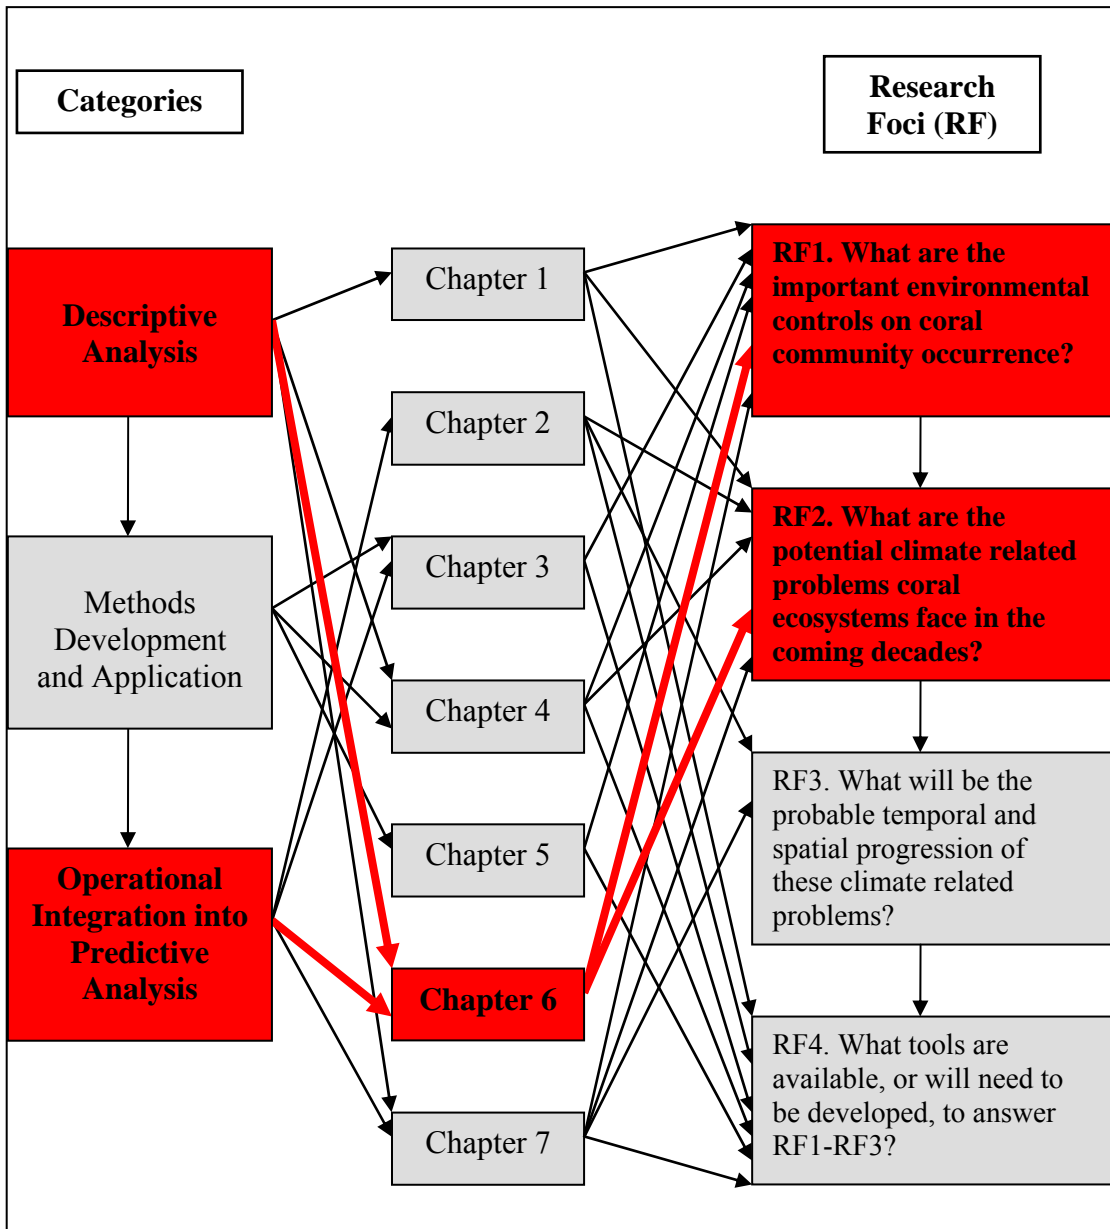 Categories
Research
Foci (RF)
Descriptive
Analysis
Methods
Development
and Application
Operational
Integration into
Predictive
Analysis
Chapter 1
Chapter 2
Chapter 3
Chapter 4
Chapter 5
Chapter 6
Chapter 7
RF1. What are the
important environmental
controls on coral
community occurrence?
RF2. What are the
potential climate related
problems coral
ecosystems face in the
coming decades?
RF3. What will be the
probable temporal and
spatial progression of
these climate related
problems?
RF4. What tools are
available, or will need to
be developed, to answer
RF1-RF3?